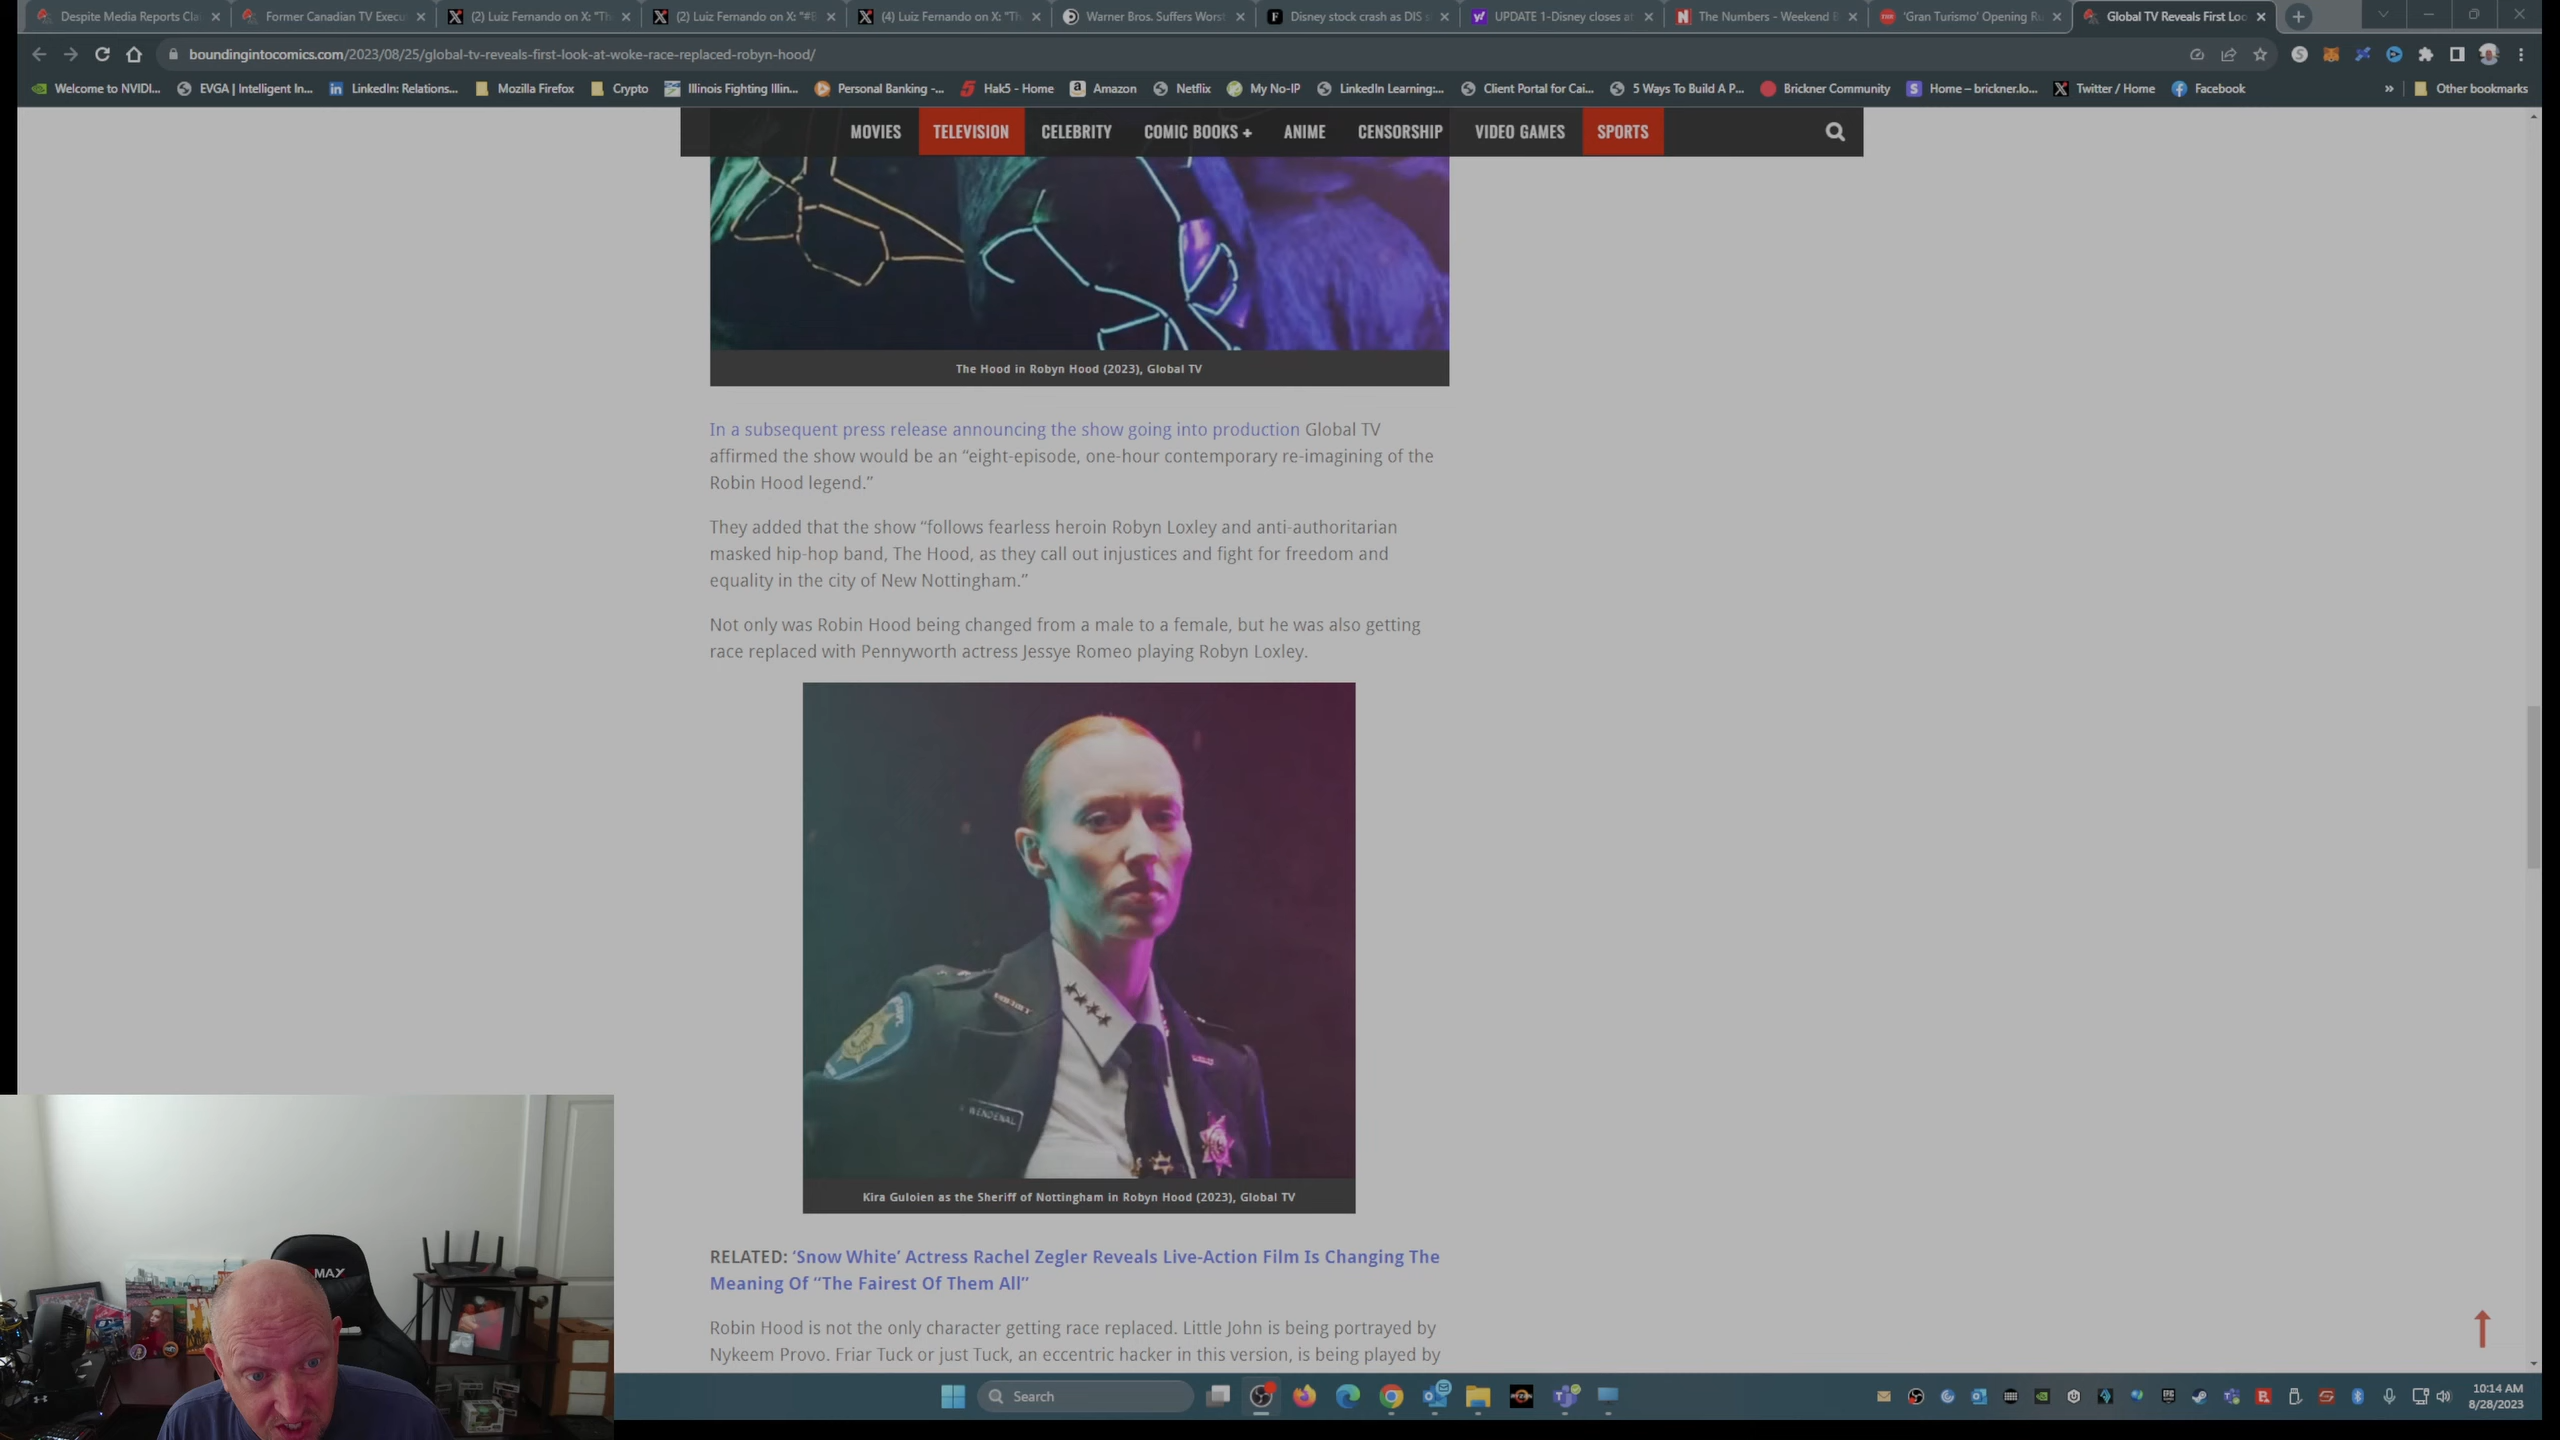 Despite Media Reports Cla
Former Canadian TV Execu
(2) Luiz Fernando on X: "Th
(2) Luiz Fernando on X: "#B
(4) Luiz Fernando on X: "Th
Warner Bros. Suffers Worst
Disney stock crash as DIS s
UPDATE 1-Disney closes at
The Numbers - Weekend B
'Gran Turismo' Opening Ru
Global TV Reveals First Loo
boundingintocomics.com/2023/08/25/global-tv-reveals-first-look-at-woke-race-replaced-robyn-hood/
Welcome to NVIDI...
EVGA | Intelligent In...
LinkedIn: Relations...
Mozilla Firefox
Crypto
Illinois Fighting Illin...
Personal Banking -...
Hak5 - Home
Amazon
Netflix
My No-IP
LinkedIn Learning:...
Client Portal for Cai...
5 Ways To Build A P...
Brickner Community
Home – brickner.lo...
Twitter / Home
Facebook
Other bookmarks
MOVIES TELEVISION CELEBRITY COMIC BOOKS + ANIME CENSORSHIP VIDEO GAMES SPORTS
The Hood in Robyn Hood (2023), Global TV
In a subsequent press release announcing the show going into production Global TV
affirmed the show would be an “eight-episode, one-hour contemporary re-imagining of the
Robin Hood legend.”
They added that the show “follows fearless heroin Robyn Loxley and anti-authoritarian
masked hip-hop band, The Hood, as they call out injustices and fight for freedom and
equality in the city of New Nottingham.”
Not only was Robin Hood being changed from a male to a female, but he was also getting
race replaced with Pennyworth actress Jessye Romeo playing Robyn Loxley.
WENDENAL
Kira Guloien as the Sheriff of Nottingham in Robyn Hood (2023), Global TV
RELATED: ‘Snow White’ Actress Rachel Zegler Reveals Live-Action Film Is Changing The
Meaning Of “The Fairest Of Them All”
Robin Hood is not the only character getting race replaced. Little John is being portrayed by
Nykeem Provo. Friar Tuck or just Tuck, an eccentric hacker in this version, is being played by
MAX
Search
10:14 AM
8/28/2023